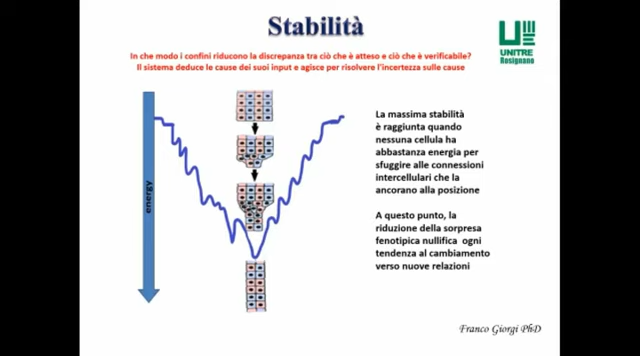 Stabilità
In che modo i confini riducono la discrepanza tra ciò che è atteso e ciò che è verificabile?
Il sistema deduce le cause dei suoi input e agisce per risolvere l'incertezza sulle cause
UNITRE
Rosignano
La massima stabilità
è raggiunta quando
nessuna cellula ha
abbastanza energia per
sfuggire alle connessioni
intercellulari che la
ancorano alla posizione
energy
A questo punto, la
riduzione della sorpresa
fenotipica nullifica ogni
tendenza al cambiamento
verso nuove relazioni
Franco Giorgi PhD